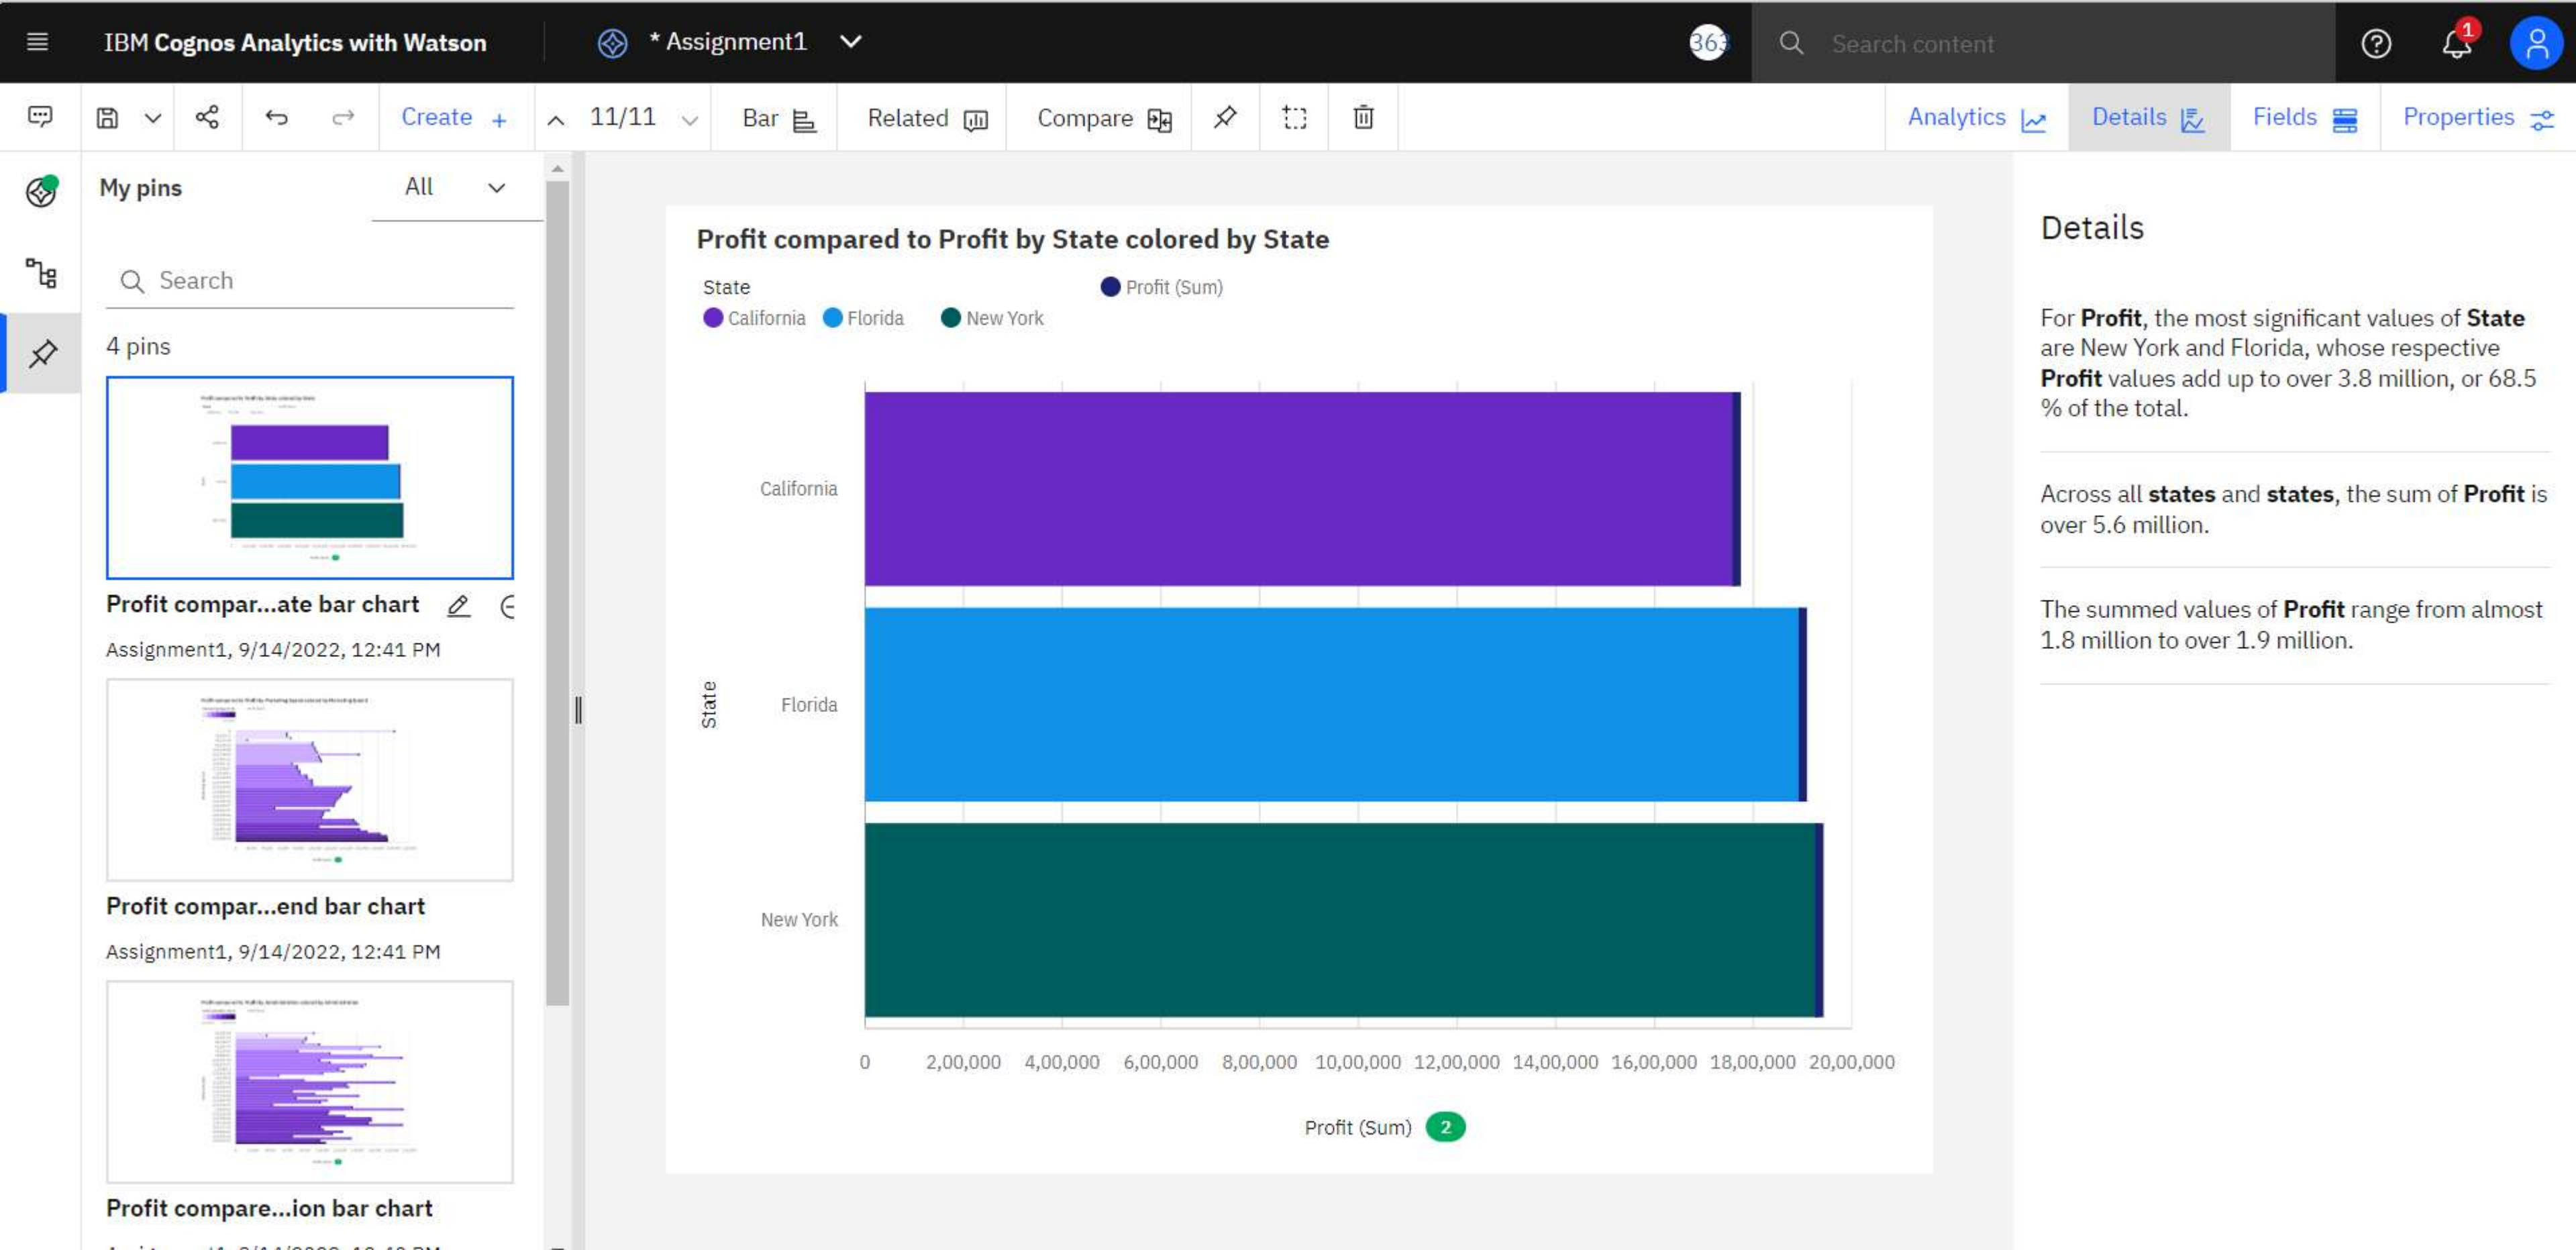 IBM Cognos Analytics with Watson
* Assignment1
363
Search content
1
Create +
11/11
Bar
Related
Compare
Analytics
Details
Fields
Properties
My pins
All
Search
4 pins
Profit compar...ate bar chart
Assignment1, 9/14/2022, 12:41 PM
Profit compar...end bar chart
Assignment1, 9/14/2022, 12:41 PM
Profit compare...ion bar chart
Profit compared to Profit by State colored by State
State
Profit (Sum)
California
Florida
New York
California
Florida
New York
State
0
2,00,000
4,00,000
6,00,000
8,00,000
10,00,000
12,00,000
14,00,000
16,00,000
18,00,000
20,00,000
Profit (Sum) 2
Details
For Profit, the most significant values of State
are New York and Florida, whose respective
Profit values add up to over 3.8 million, or 68.5
% of the total.
Across all states and states, the sum of Profit is
over 5.6 million.
The summed values of Profit range from almost
1.8 million to over 1.9 million.